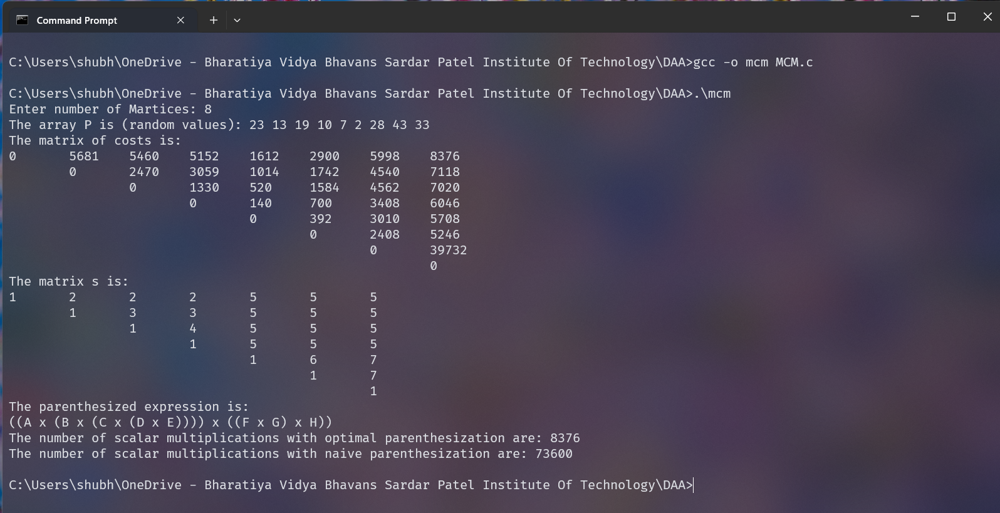 Command Prompt
C:\Users\shubh\OneDrive - Bharatiya Vidya Bhavans Sardar Patel Institute Of Technology\DAA>gcc -o mcm MCM.c
C:\Users\shubh\OneDrive - Bharatiya Vidya Bhavans Sardar Patel Institute Of Technology\DAA>.\mcm
Enter number of Martices: 8
The array P is (random values): 23 13 19 10 7 2 28 43 33
The matrix of costs is:
0 5681 5460 5152 1612 2900 5998 8376
0 2470 3059 1014 1742 4540 7118
0 1330 520 1584 4562 7020
0 140 700 3408 6046
0 392 3010 5708
0 2408 5246
0 39732
0
The matrix s is:
1 2 2 2 5 5 5
1 3 3 5 5 5
1 4 5 5 5
1 5 5 5
1 6 7
1 7
1
The parenthesized expression is:
((A x (B x (C x (D x E)))) x ((F x G) x H))
The number of scalar multiplications with optimal parenthesization are: 8376
The number of scalar multiplications with naive parenthesization are: 73600
C:\Users\shubh\OneDrive - Bharatiya Vidya Bhavans Sardar Patel Institute Of Technology\DAA>